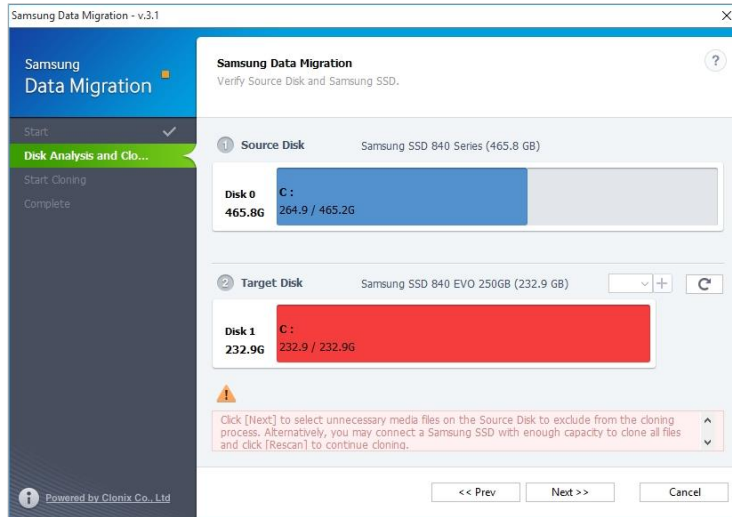 Samsung Data Migration - v.3.1
Samsung
Data Migration
Start
Disk Analysis and Clo...
Start Cloning
Complete
Powered by Clonix Co., Ltd
Samsung Data Migration
Verify Source Disk and Samsung SSD.
?
1 Source Disk Samsung SSD 840 Series (465.8 GB)
Disk 0
465.8G
C :
264.9 / 465.2G
2 Target Disk Samsung SSD 840 EVO 250GB (232.9 GB)
Disk 1
232.9G
C :
232.9 / 232.9G
Click [Next] to select unnecessary media files on the Source Disk to exclude from the cloning
process. Alternatively, you may connect a Samsung SSD with enough capacity to clone all files
and click [Rescan] to continue cloning.
<< Prev
Next >>
Cancel